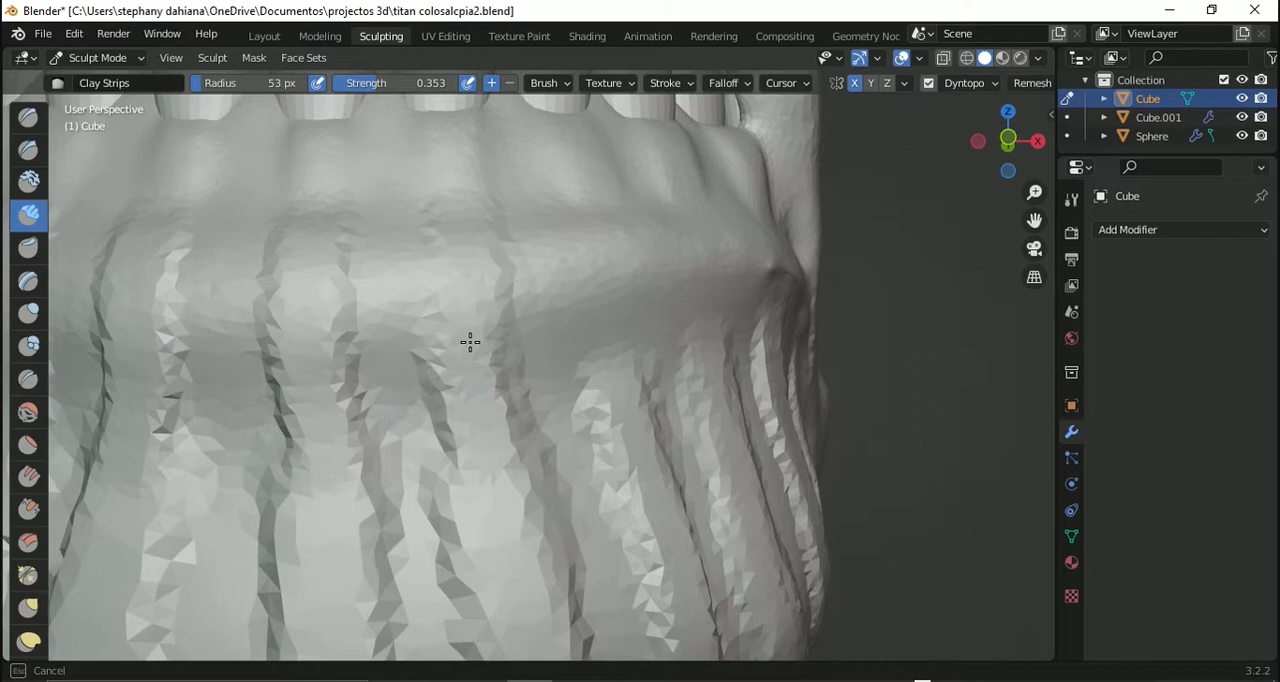 Blender* [C:\Users\stephany dahiana\OneDrive\Documentos\projectos 3d\titan colosalcpia2.blend]
File Edit Render Window Help Layout Modeling Sculpting UV Editing Texture Paint Shading Animation Rendering Compositing Geometry Noc Scene ViewLayer
Sculpt Mode View Sculpt Mask Face Sets
Clay Strips Radius 53 px Strength 0.353 Brush Texture Stroke Falloff Cursor X Y Z Dyntopo Remesh
User Perspective
(1) Cube
Z
X
Collection
Cube
Cube.001
Sphere
Cube
Add Modifier
Esc Cancel 3.2.2